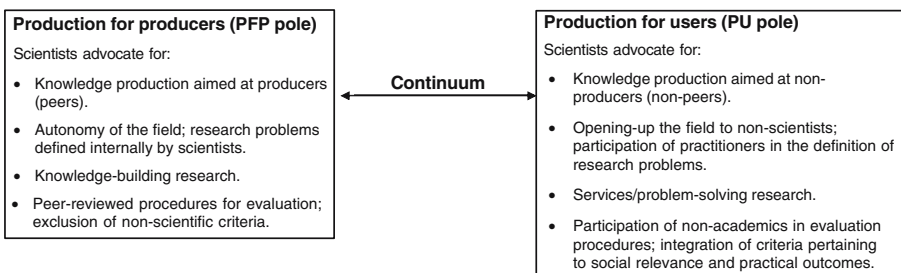 Production for producers (PFP pole)
Scientists advocate for:
• Knowledge production aimed at producers
(peers).
• Autonomy of the field; research problems
defined internally by scientists.
• Knowledge-building research.
• Peer-reviewed procedures for evaluation;
exclusion of non-scientific criteria.
Continuum
Production for users (PU pole)
Scientists advocate for:
• Knowledge production aimed at non-
producers (non-peers).
• Opening-up the field to non-scientists;
participation of practitioners in the definition of
research problems.
• Services/problem-solving research.
• Participation of non-academics in evaluation
procedures; integration of criteria pertaining
to social relevance and practical outcomes.